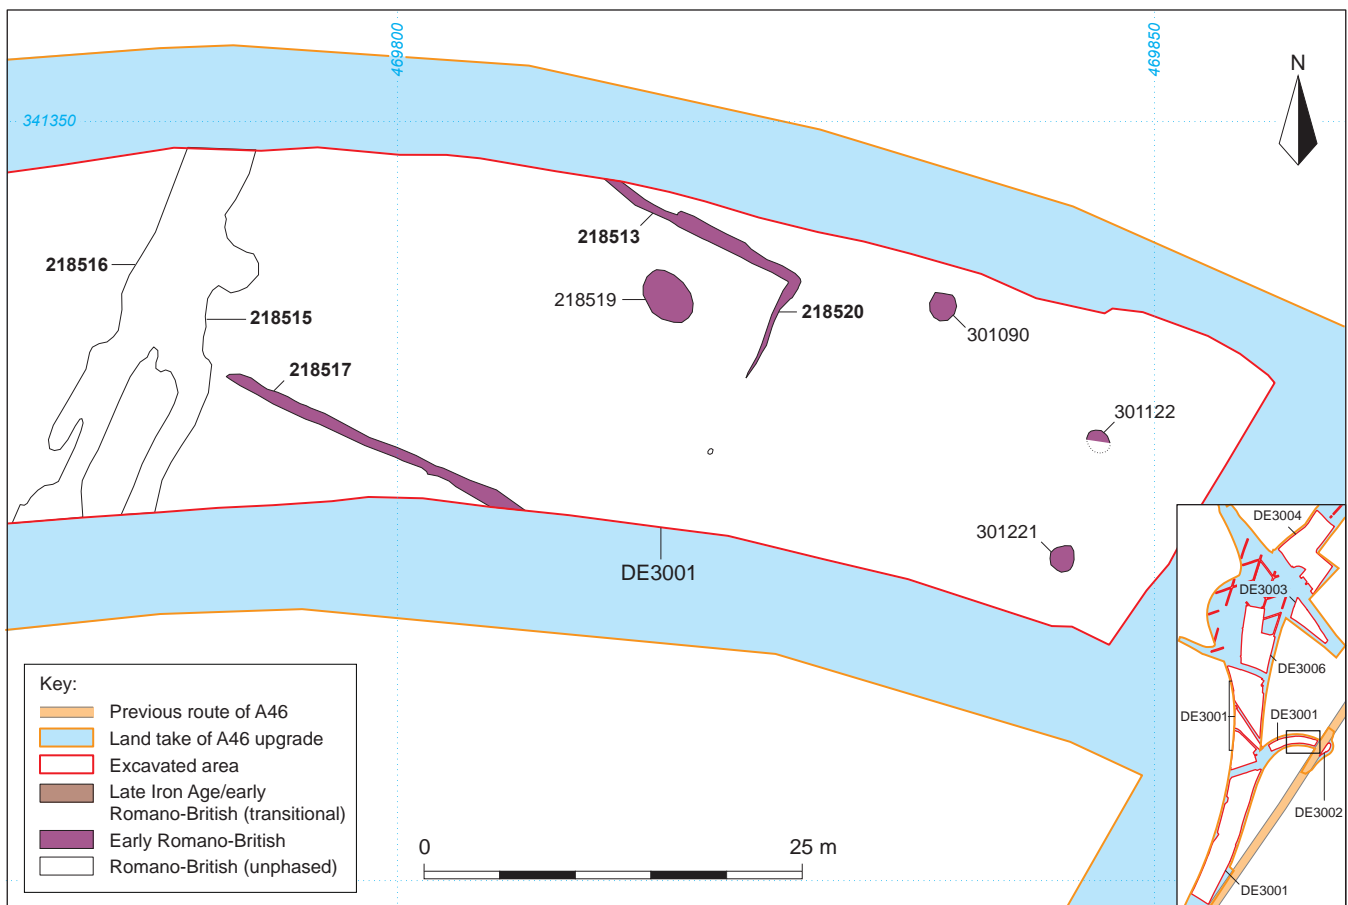 469800
469850
N
341350
218513
218516
218519
218520
218515
301090
218517
301122
301221
DE3001
DE3004
DE3003
DE3006
DE3001
DE3001
DE3002
DE3001
Key:
Previous route of A46
Land take of A46 upgrade
Excavated area
Late Iron Age/early
Romano-British (transitional)
Early Romano-British
Romano-British (unphased)
0
25 m